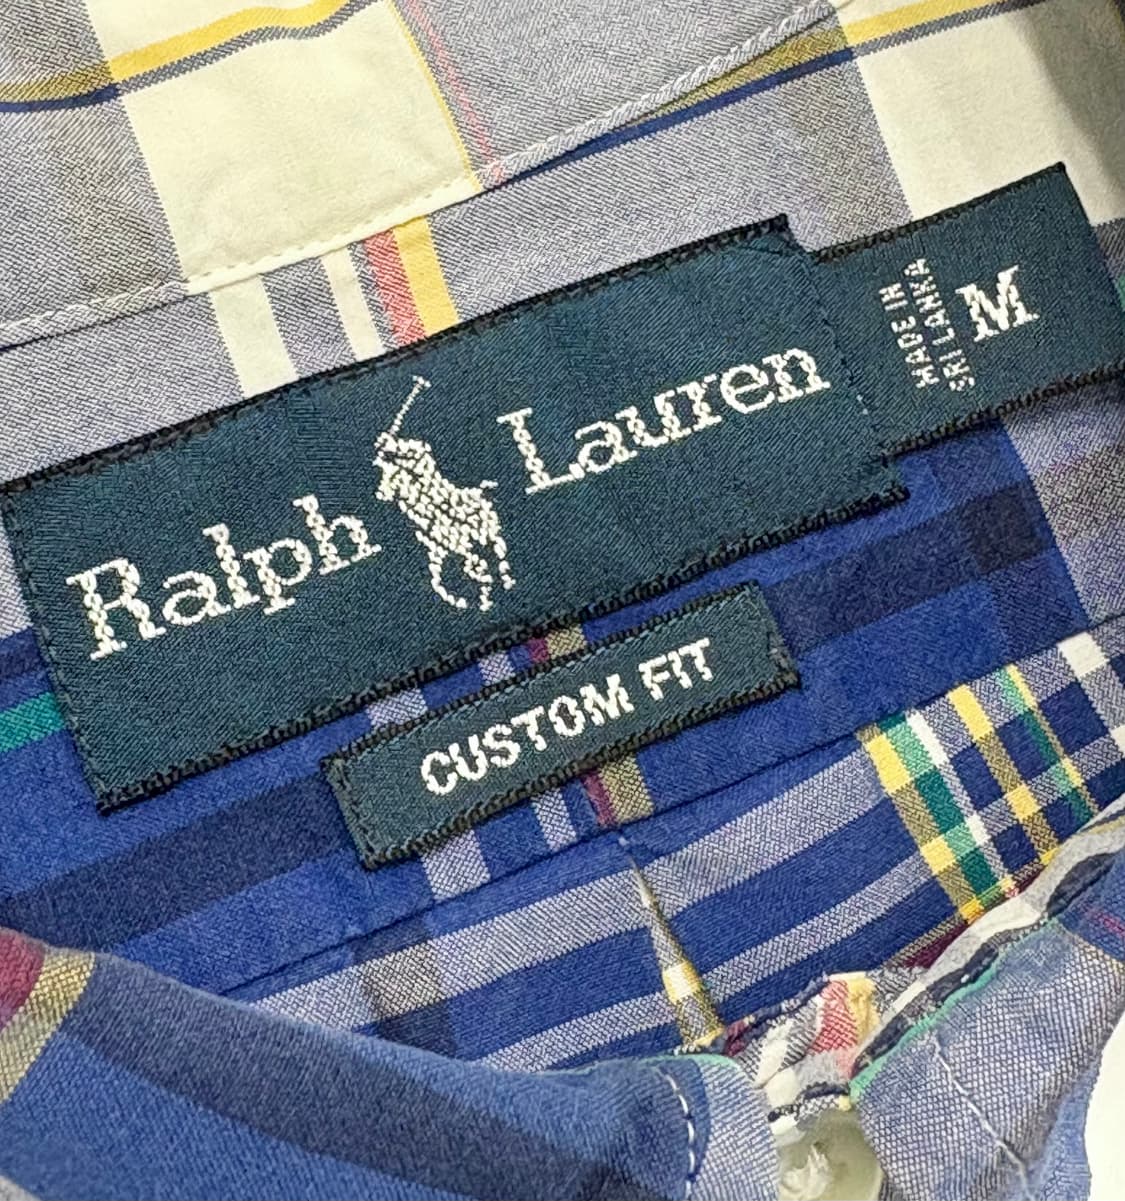 Ralph Lauren
MADE IN
SRI LANKA
M
CUSTOM FIT